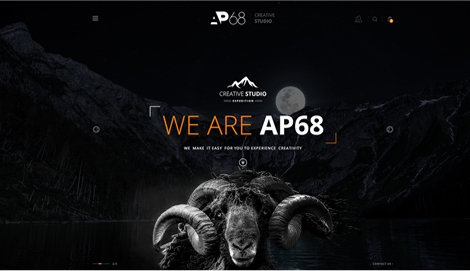 AP68
CREATIVE
STUDIO
CREATIVE STUDIO
EXPEDITION
WE ARE AP68
WE MAKE IT EASY FOR YOU TO EXPERIENCE CREATIVITY
CONTACT US